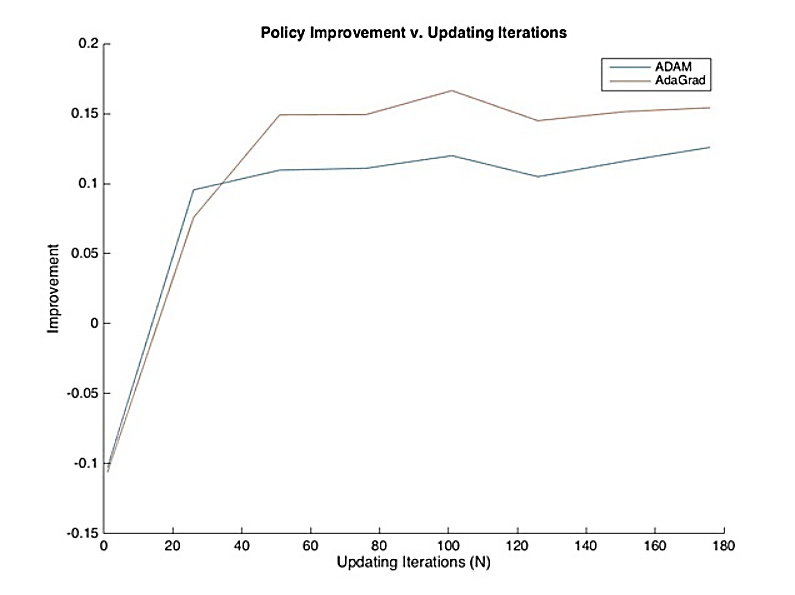 Policy Improvement v. Updating Iterations
0.2
ADAM
AdaGrad
0.15
0.1
0.05
Improvement
0
-0.05
-0.1
-0.15
0 20 40 60 80 100 120 140 160 180
Updating Iterations (N)